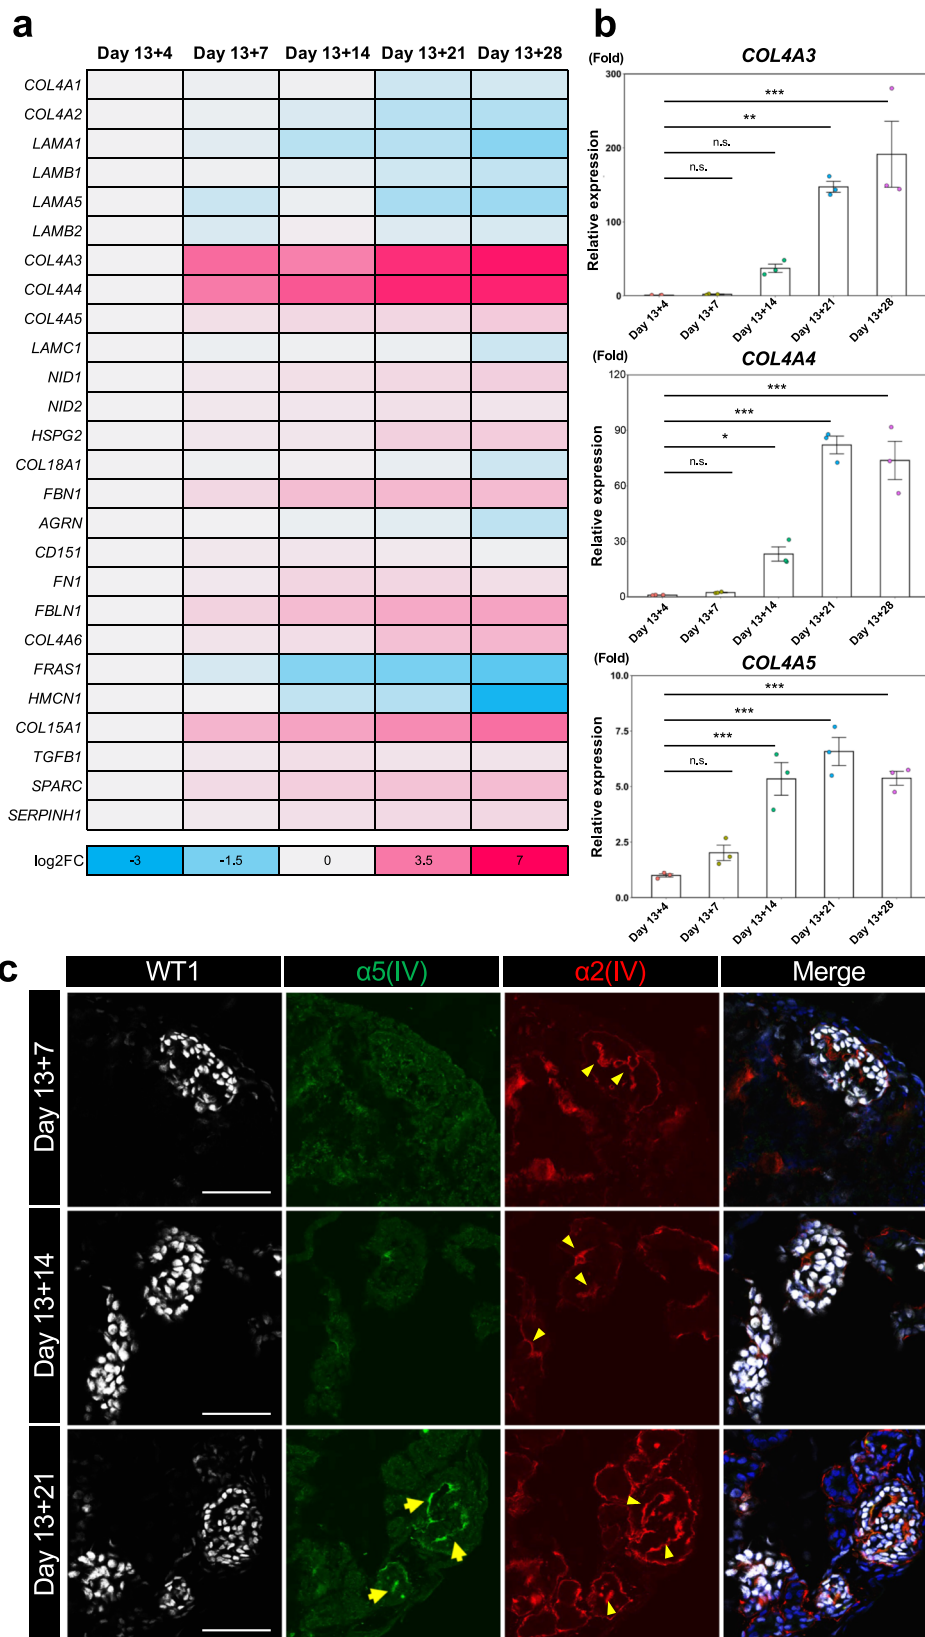 a
Day 13+4 Day 13+7 Day 13+14 Day 13+21 Day 13+28
COL4A1
COL4A2
LAMA1
LAMB1
LAMA5
LAMB2
COL4A3
COL4A4
COL4A5
LAMC1
NID1
NID2
HSPG2
COL18A1
FBN1
AGRN
CD151
FN1
FBLN1
COL4A6
FRAS1
HMCN1
COL15A1
TGFB1
SPARC
SERPINH1
log2FC -3 -1.5 0 3.5 7
b
(Fold) COL4A3
Relative expression
300
200
100
0
***
**
n.s.
n.s.
Day 13+4 Day 13+7 Day 13+14 Day 13+21 Day 13+28
(Fold) COL4A4
Relative expression
120
90
60
30
0
***
***
*
n.s.
Day 13+4 Day 13+7 Day 13+14 Day 13+21 Day 13+28
(Fold) COL4A5
Relative expression
10.0
7.5
5.0
2.5
0.0
***
***
***
n.s.
Day 13+4 Day 13+7 Day 13+14 Day 13+21 Day 13+28
c
WT1 α5(IV) α2(IV) Merge
Day 13+7
Day 13+14
Day 13+21